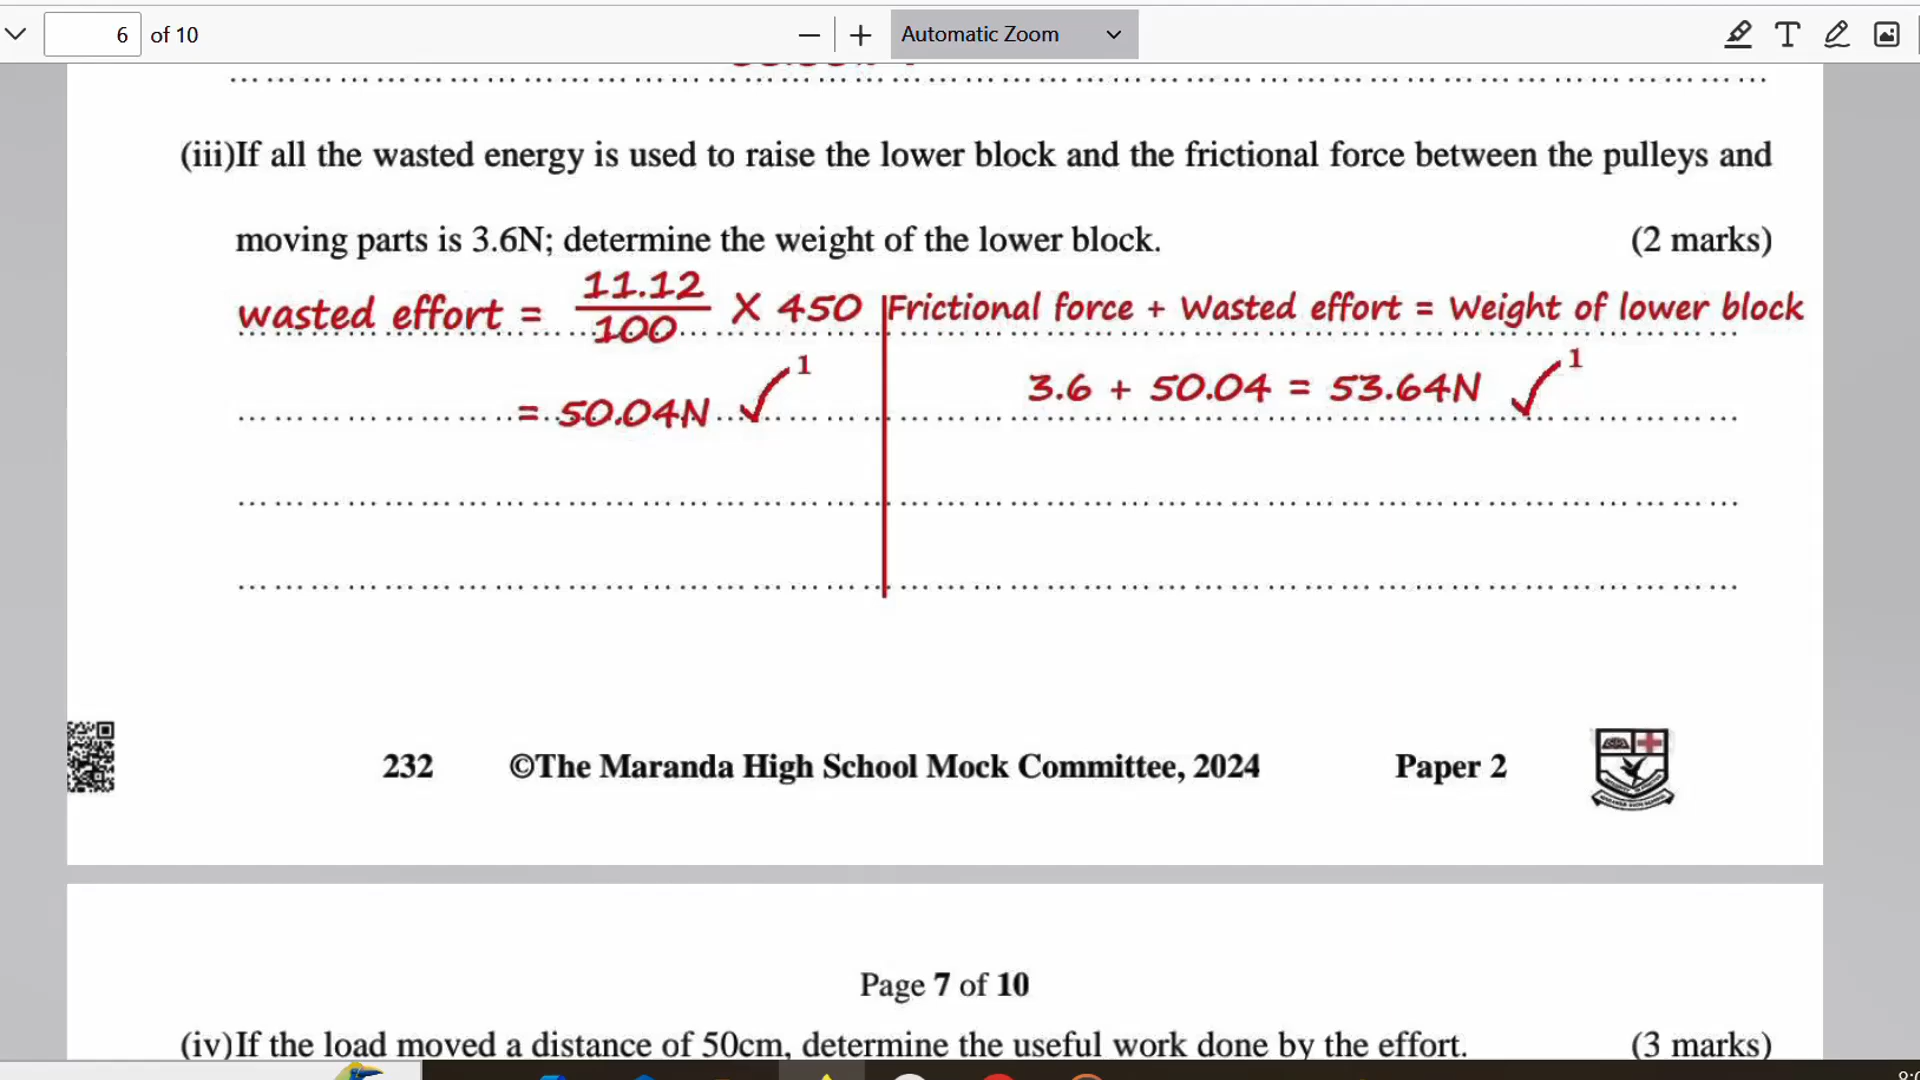 6 of 10
Automatic Zoom
(iii)If all the wasted energy is used to raise the lower block and the frictional force between the pulleys and
moving parts is 3.6N; determine the weight of the lower block. (2 marks)
wasted effort = 11.12/100 X 450
= 50.04N ✓1
Frictional force + Wasted effort = Weight of lower block
3.6 + 50.04 = 53.64N ✓1
232 ©The Maranda High School Mock Committee, 2024 Paper 2
Page 7 of 10
(iv)If the load moved a distance of 50cm, determine the useful work done by the effort. (3 marks)